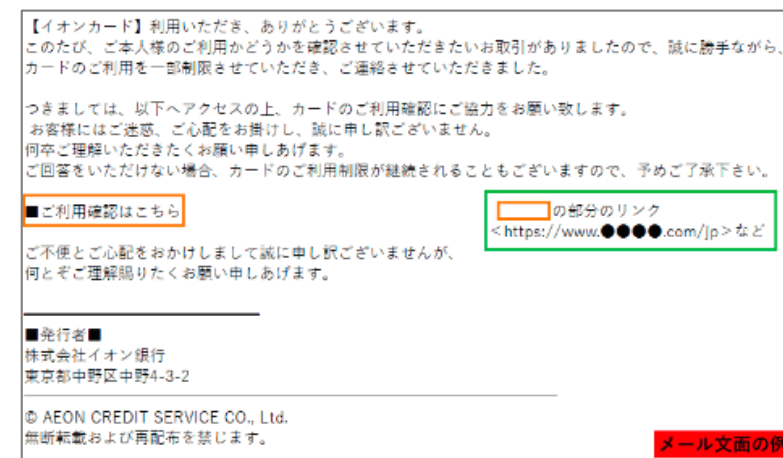 【イオンカード】利用いただき、ありがとうございます。
このたび、ご本人様のご利用かどうかを確認させていただきたいお取引がありましたので、誠に勝手ながら、
カードのご利用を一部制限させていただき、ご連絡させていただきました。
つきましては、以下へアクセスの上、カードのご利用確認にご協力をお願い致します。
お客様にはご迷惑、ご心配をお掛けし、誠に申し訳ございません。
何卒ご理解いただきたくお願い申しあげます。
ご回答をいただけない場合、カードのご利用制限が継続されることもございますので、予めご了承下さい。
■ご利用確認はこちら
の部分のリンク
<https://www.●●●●.com/jp>など
ご不便とご心配をおかけしまして誠に申し訳ございませんが、
何とぞご理解賜りたくお願い申しあげます。
■発行者■
株式会社イオン銀行
東京都中野区中野4-3-2
© AEON CREDIT SERVICE CO., Ltd.
無断転載および再配布を禁じます。
メール文面の例